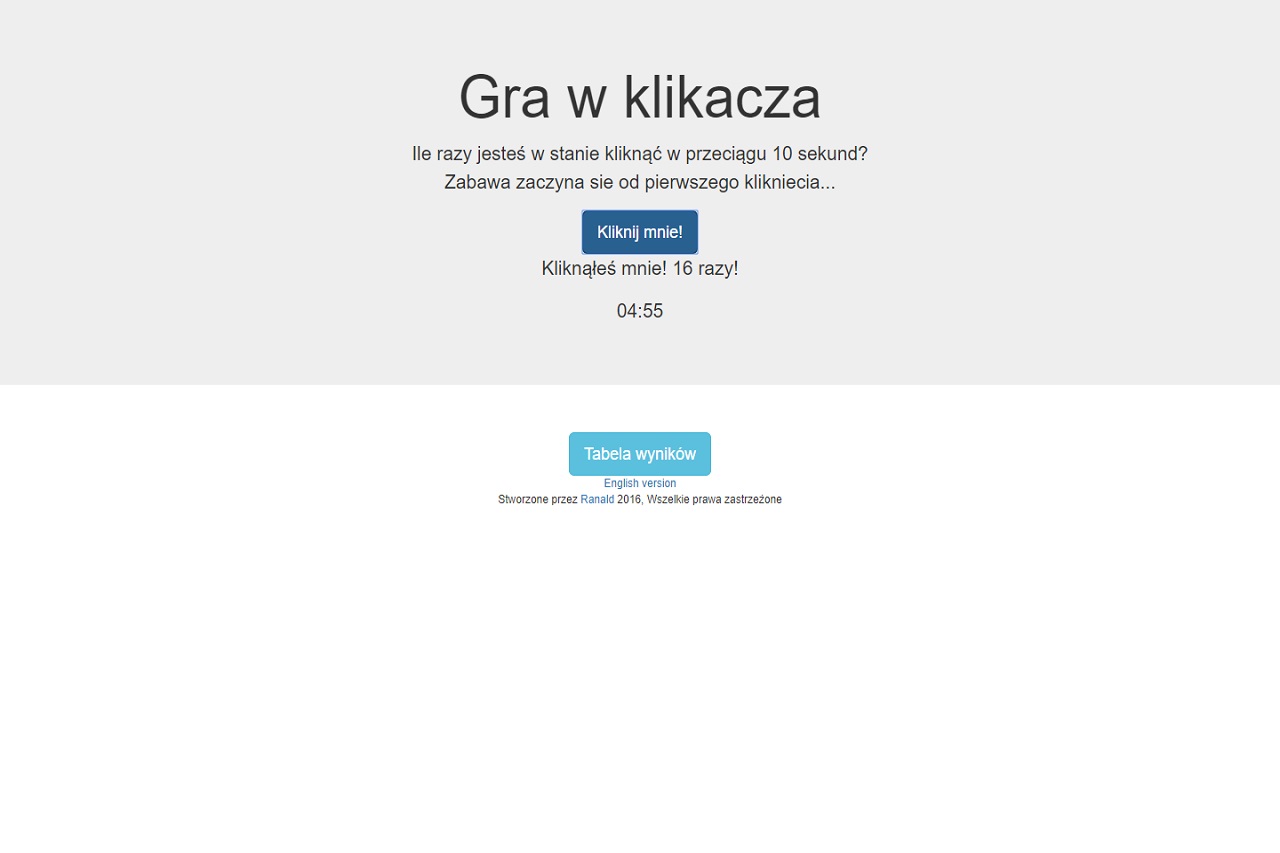 Gra w klikacza
Ile razy jesteś w stanie kliknąć w przeciągu 10 sekund?
Zabawa zaczyna sie od pierwszego klikniecia...
Kliknij mnie!
Kliknąłeś mnie! 16 razy!
04:55
Tabela wyników
English version
Stworzone przez Ranald 2016, Wszelkie prawa zastrzeżone